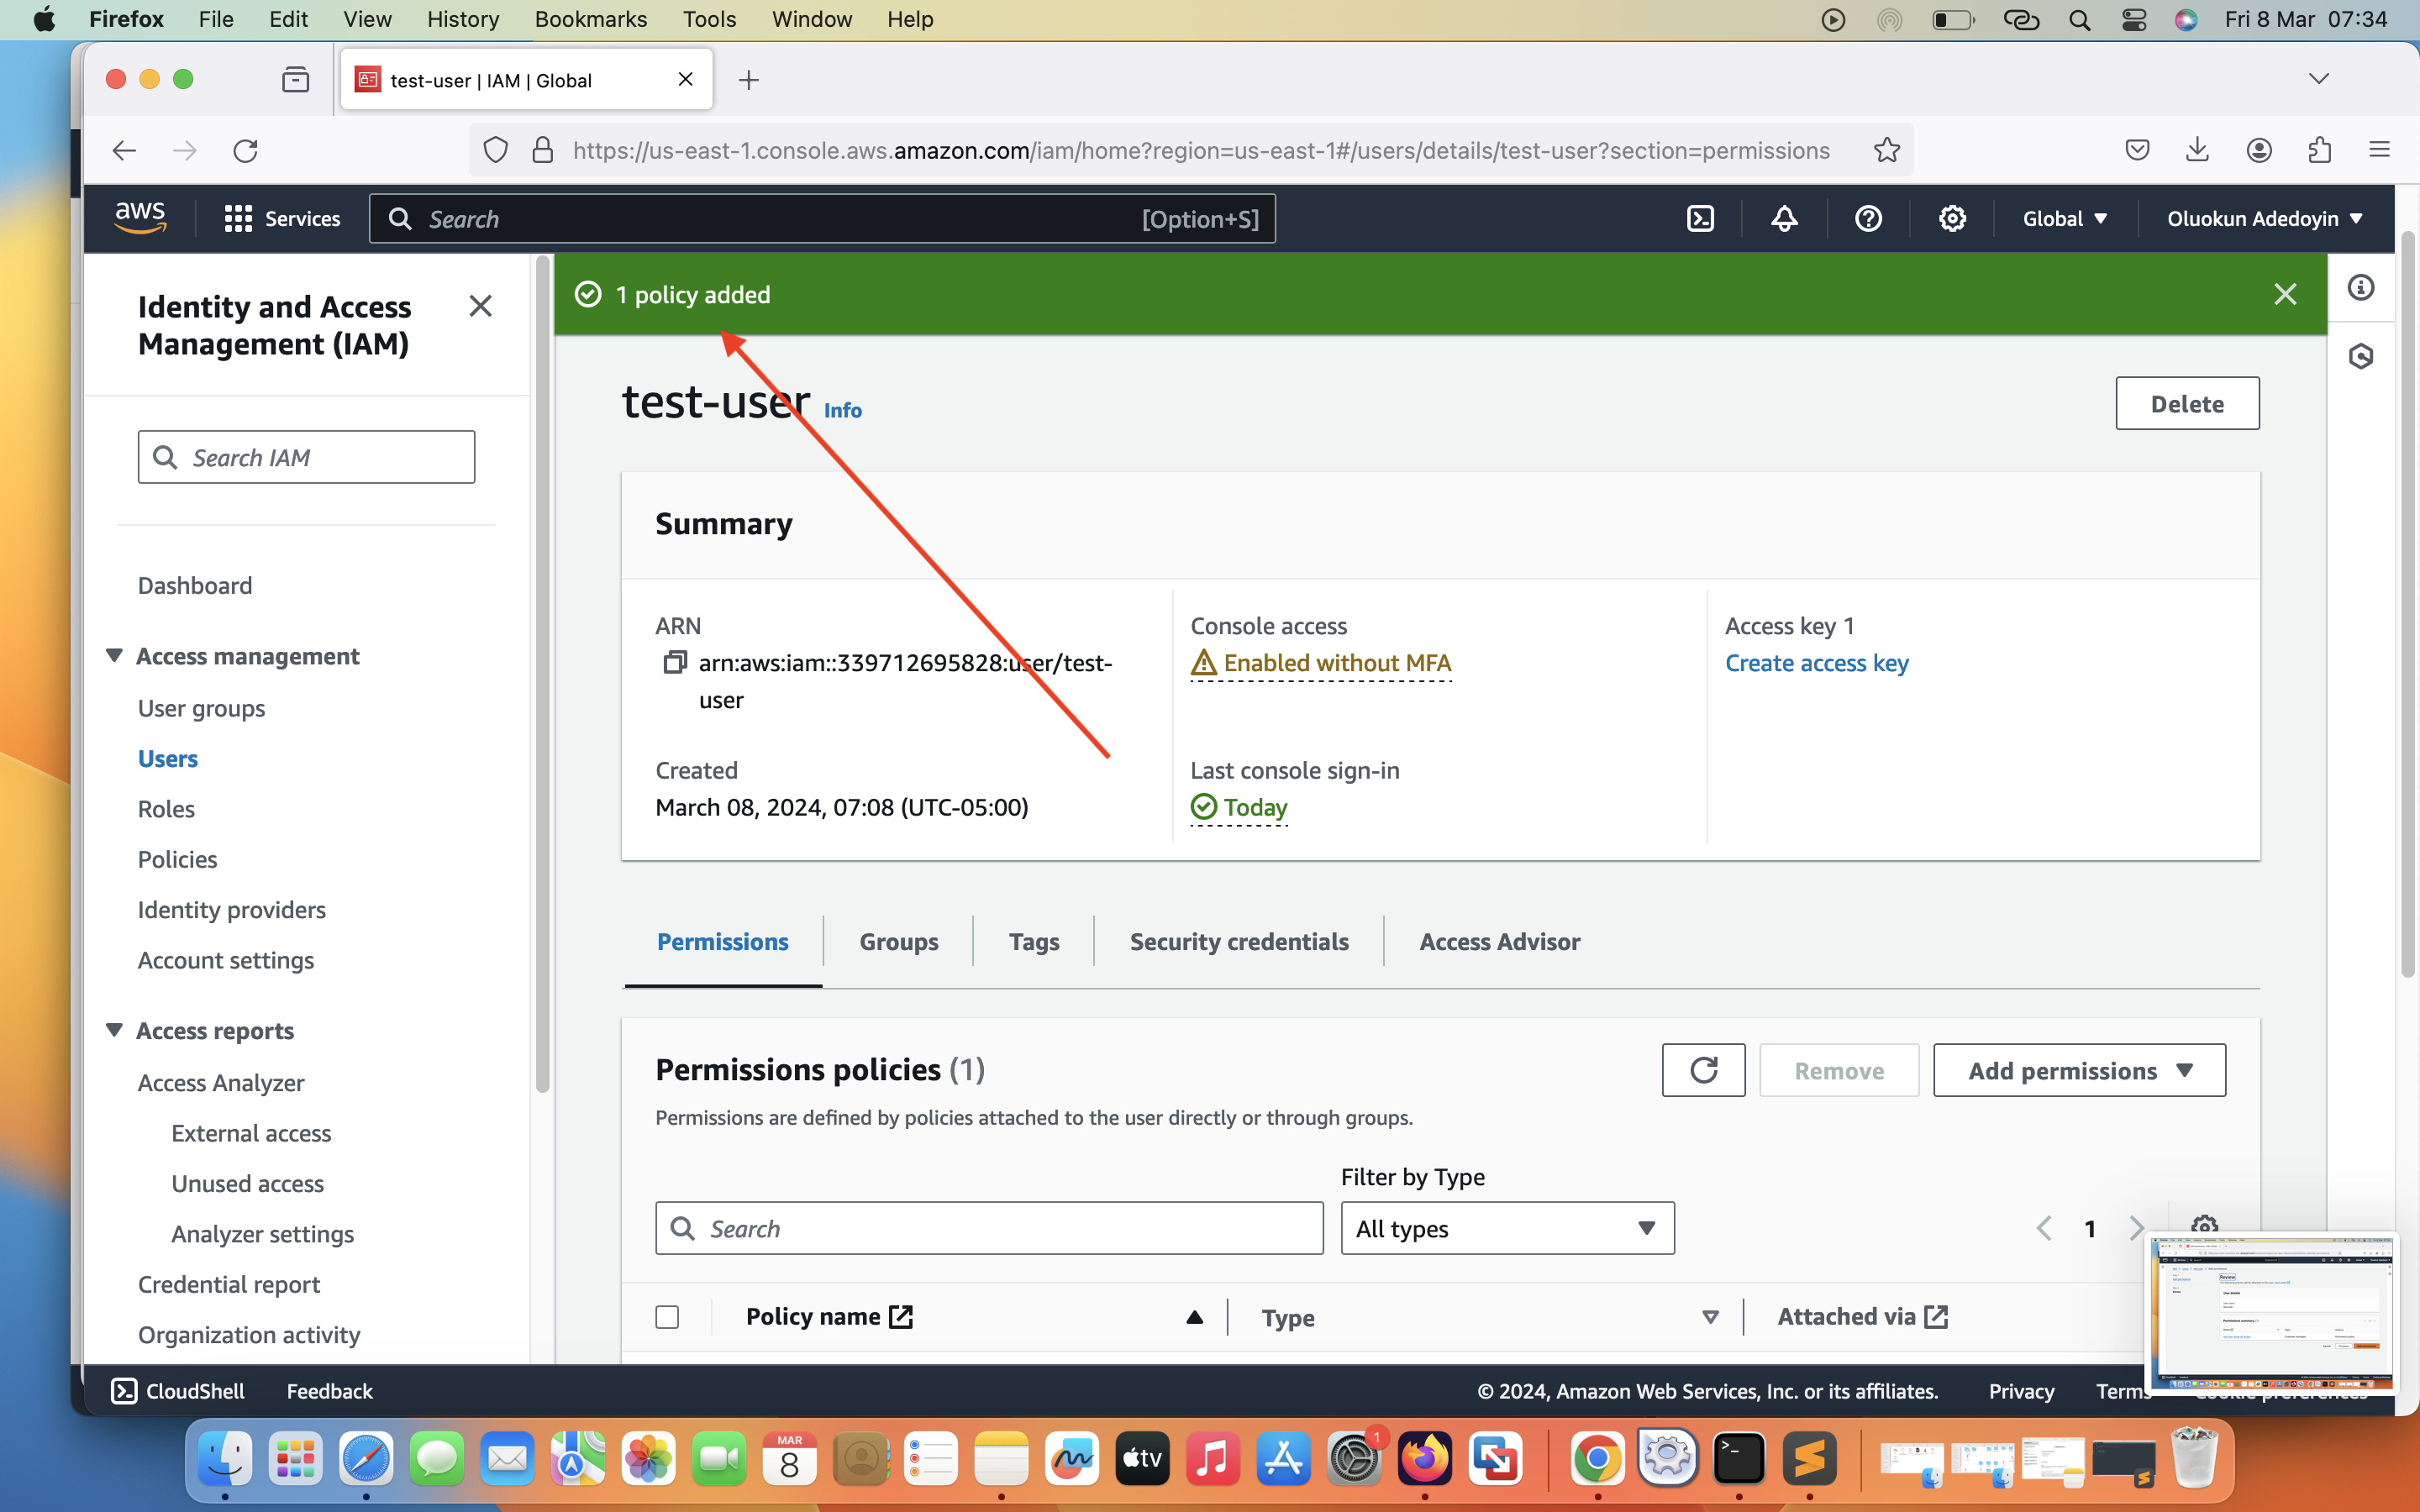 Firefox File Edit View History Bookmarks Tools Window Help
Fri 8 Mar 07:34
test-user | IAM | Global
https://us-east-1.console.aws.amazon.com/iam/home?region=us-east-1#/users/details/test-user?section=permissions
aws
Services
Search [Option+S]
Global
Oluokun Adedoyin
Identity and Access
Management (IAM)
Search IAM
Dashboard
Access management
User groups
Users
Roles
Policies
Identity providers
Account settings
Access reports
Access Analyzer
External access
Unused access
Analyzer settings
Credential report
Organization activity
1 policy added
test-user Info
Delete
Summary
ARN
arn:aws:iam::339712695828:user/test-
user
Console access
Enabled without MFA
Access key 1
Create access key
Created
March 08, 2024, 07:08 (UTC-05:00)
Last console sign-in
Today
Permissions
Groups
Tags
Security credentials
Access Advisor
Permissions policies (1)
Remove
Add permissions
Permissions are defined by policies attached to the user directly or through groups.
Filter by Type
Search
All types
1
Policy name
Type
Attached via
CloudShell
Feedback
© 2024, Amazon Web Services, Inc. or its affiliates.
Privacy
Terms
Cookie preferences
MAR
8
tv
1
>_